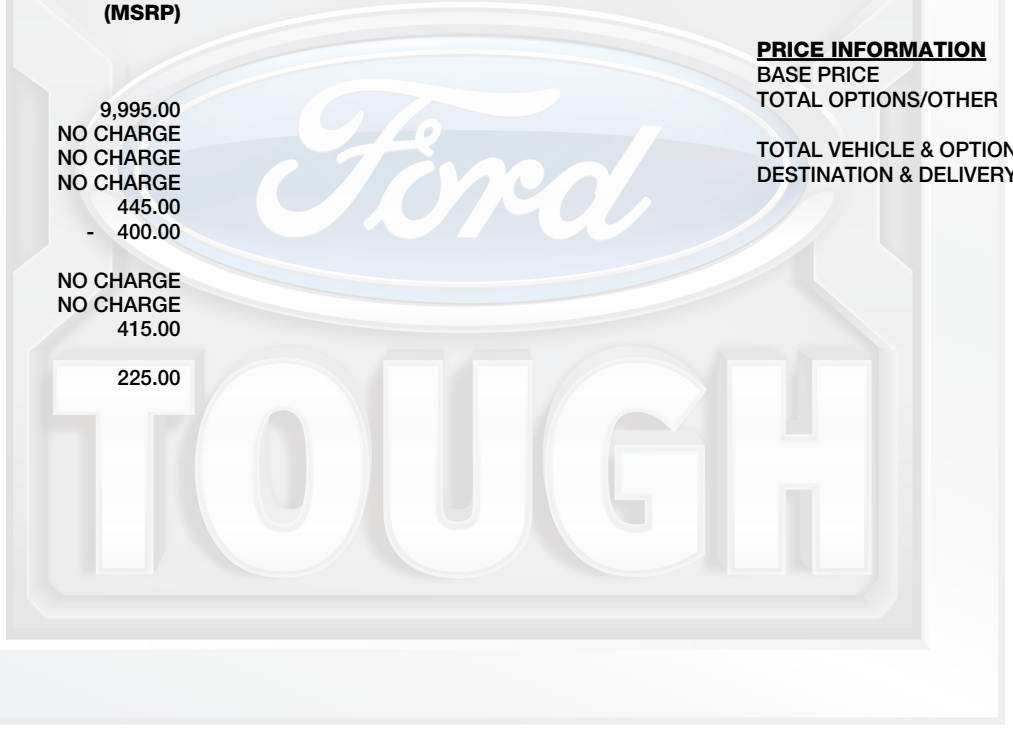 (MSRP)
9,995.00
NO CHARGE
NO CHARGE
NO CHARGE
445.00
- 400.00
NO CHARGE
NO CHARGE
415.00
225.00
PRICE INFORMATION
BASE PRICE
TOTAL OPTIONS/OTHER
TOTAL VEHICLE & OPTION
DESTINATION & DELIVERY
Ford
TOUGH